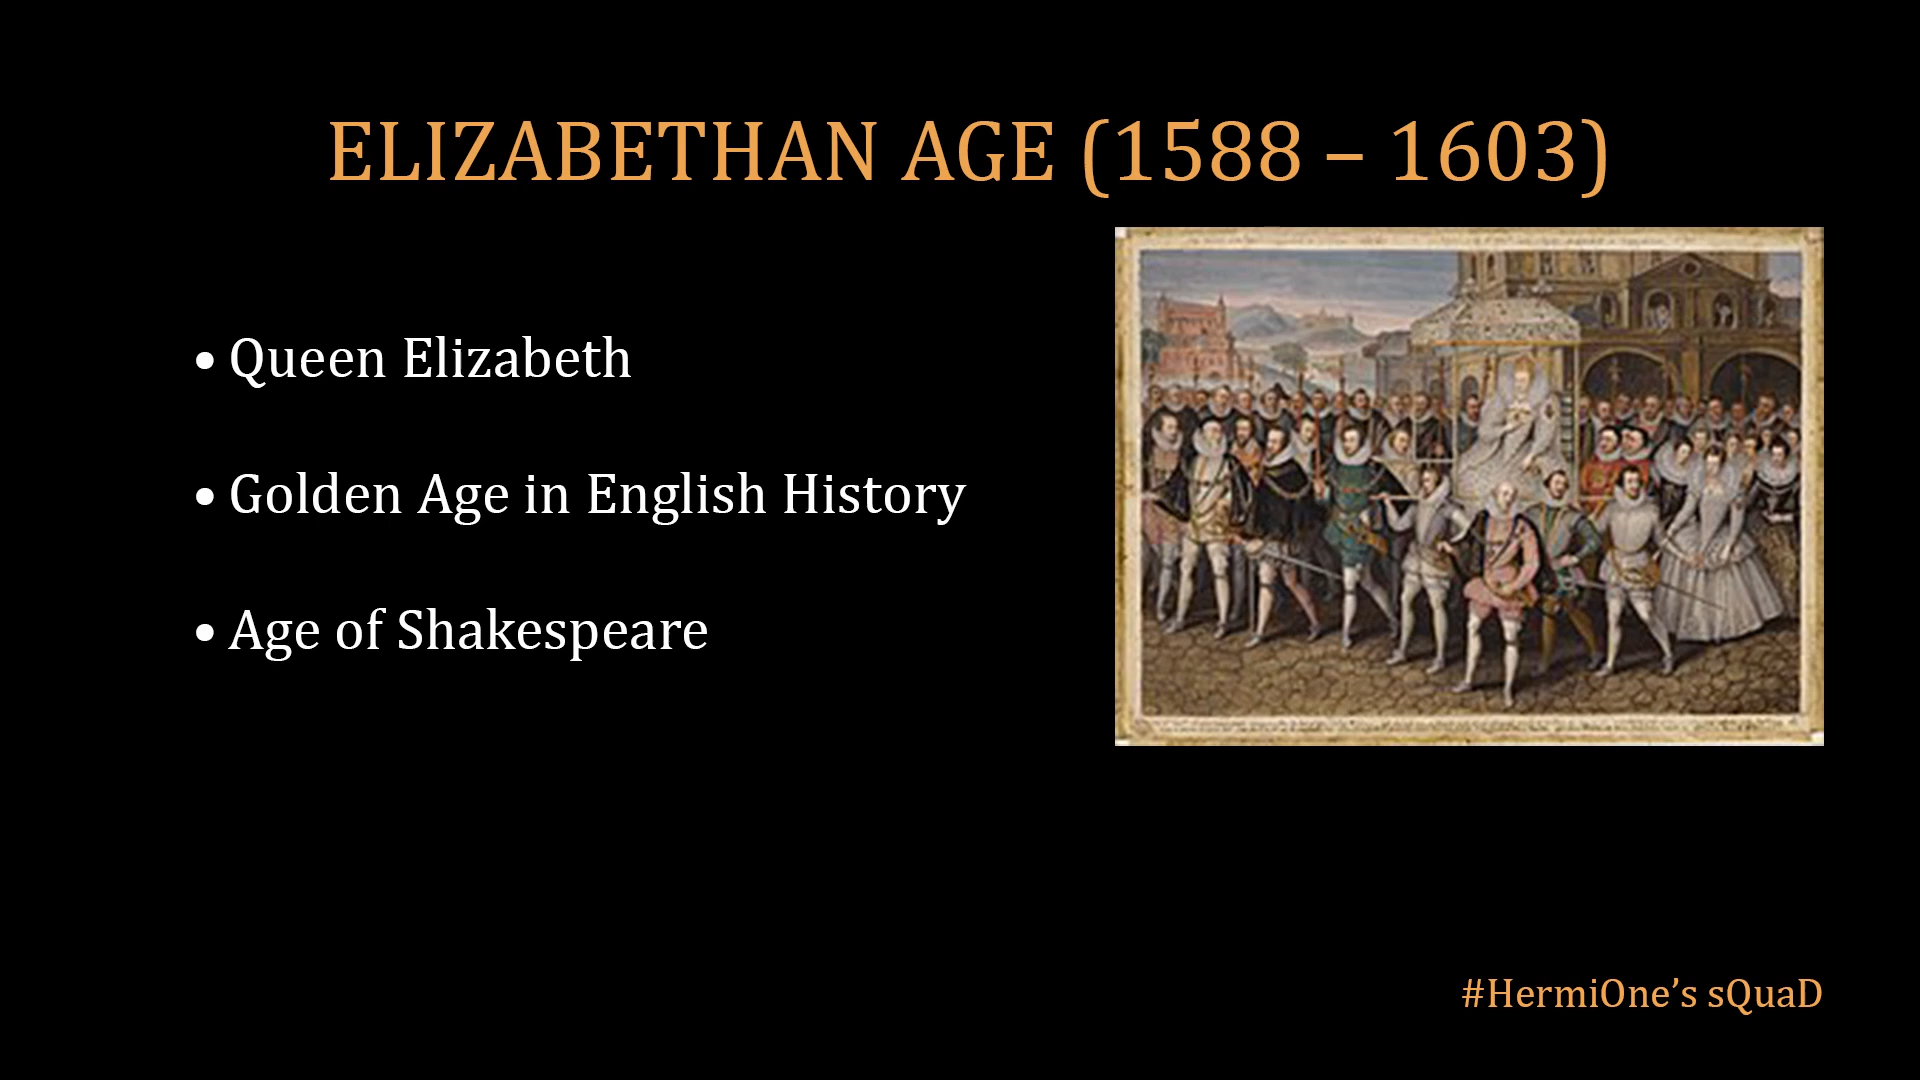 ELIZABETHAN AGE (1588 – 1603)
• Queen Elizabeth
• Golden Age in English History
• Age of Shakespeare
#HermiOne’s sQuaD